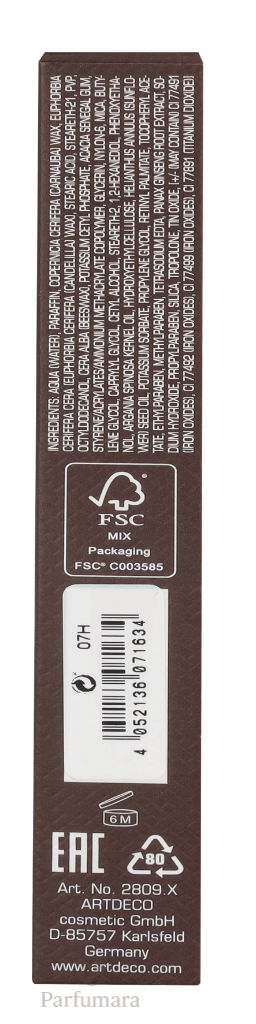 INGREDIENTS: AQUA (WATER), PARAFFIN, COPERNICIA CERIFERA (CARNAUBA) WAX, EUPHORBIA
CERIFERA CERA (EUPHORBIA CERIFERA (CANDELILLA) WAX), STEARIC ACID, STEARETH-21, PVP,
OCTYLDODECANOL, CERA ALBA (BEESWAX), POTASSIUM CETYL PHOSPHATE, ACACIA SENEGAL GUM,
STYRENE/ACRYLATES/AMMONIUM METHACRYLATE COPOLYMER, GLYCERIN, NYLON-6, MICA, BUTY-
LENE GLYCOL, CAPRYLYL GLYCOL, CETYL ALCOHOL, STEARETH-2, 1,2-HEXANEDIOL, PHENOXYETHA-
NOL, ARGANIA SPINOSA KERNEL OIL, HYDROXYETHYLCELLULOSE, HELIANTHUS ANNUUS (SUNFLO-
WER) SEED OIL, POTASSIUM SORBATE, PROPYLENE GLYCOL, RETINYL PALMITATE, TOCOPHERYL ACE-
TATE, ETHYLPARABEN, METHYLPARABEN, TETRASODIUM EDTA, PANAX GINSENG ROOT EXTRACT, SO-
DIUM HYDROXIDE, PROPYLPARABEN, SILICA, TROPOLONE, TIN OXIDE, [+/- (MAY CONTAIN) CI 77491
(IRON OXIDES), CI 77492 (IRON OXIDES), CI 77499 (IRON OXIDES), CI 77891 (TITANIUM DIOXIDE)]
FSC
MIX
Packaging
FSC® C003585
07H
4 052136 071634
6 M
EAC
80
Art. No. 2809.X
ARTDECO
cosmetic GmbH
D-85757 Karlsfeld
Germany
www.artdeco.com
Parfumara